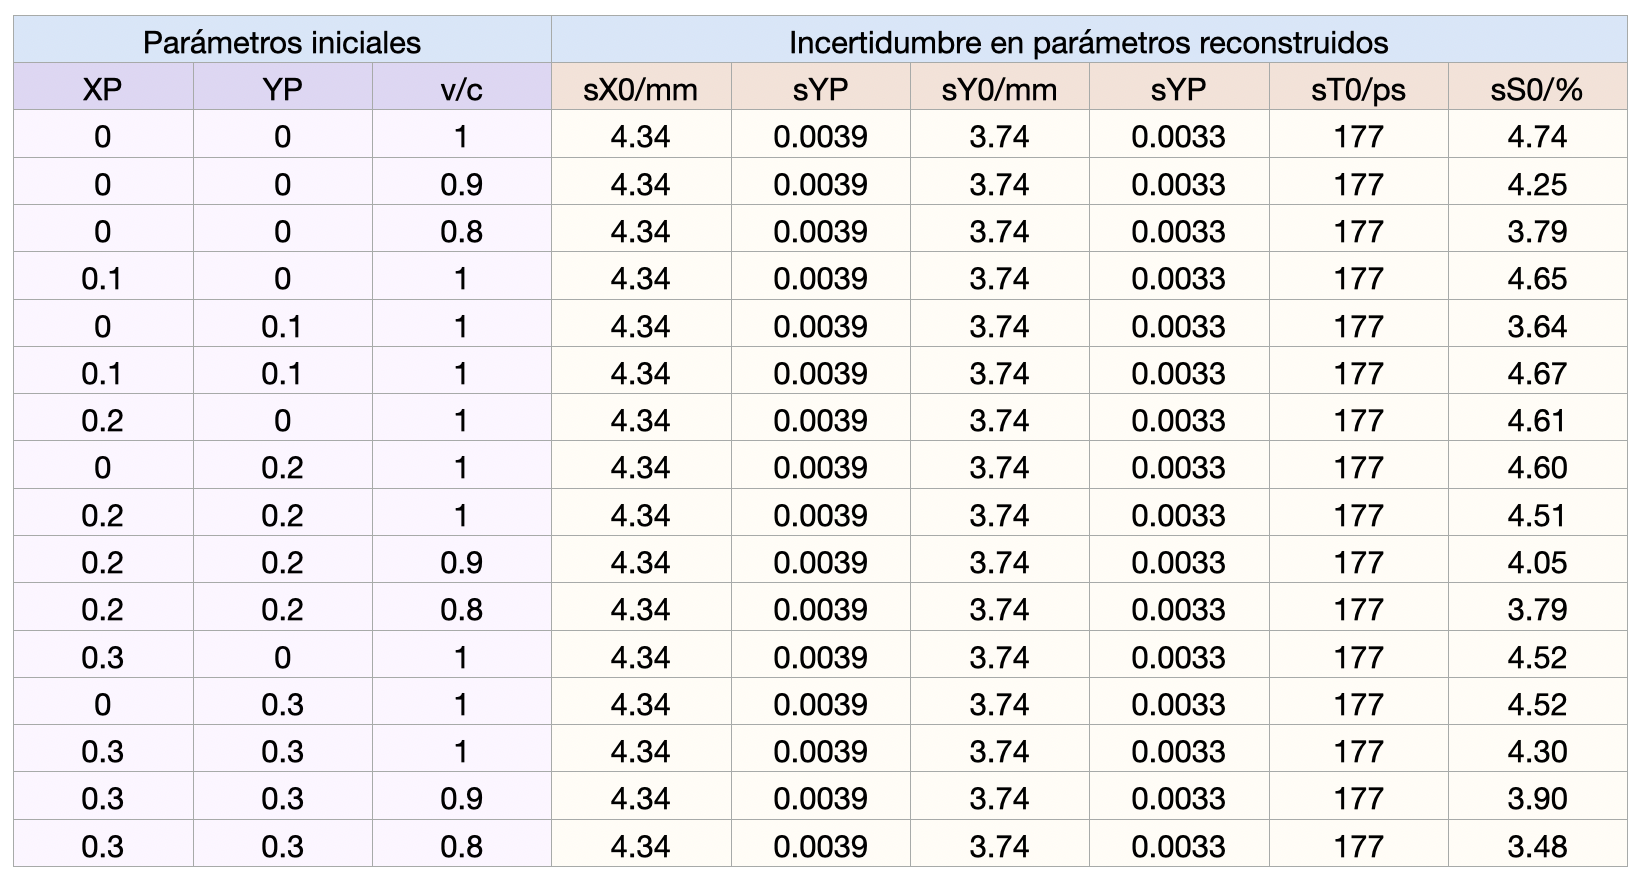 Parámetros iniciales Incertidumbre en parámetros reconstruidos
XP YP v/c sX0/mm sYP sY0/mm sYP sT0/ps sS0/%
0 0 1 4.34 0.0039 3.74 0.0033 177 4.74
0 0 0.9 4.34 0.0039 3.74 0.0033 177 4.25
0 0 0.8 4.34 0.0039 3.74 0.0033 177 3.79
0.1 0 1 4.34 0.0039 3.74 0.0033 177 4.65
0 0.1 1 4.34 0.0039 3.74 0.0033 177 3.64
0.1 0.1 1 4.34 0.0039 3.74 0.0033 177 4.67
0.2 0 1 4.34 0.0039 3.74 0.0033 177 4.61
0 0.2 1 4.34 0.0039 3.74 0.0033 177 4.60
0.2 0.2 1 4.34 0.0039 3.74 0.0033 177 4.51
0.2 0.2 0.9 4.34 0.0039 3.74 0.0033 177 4.05
0.2 0.2 0.8 4.34 0.0039 3.74 0.0033 177 3.79
0.3 0 1 4.34 0.0039 3.74 0.0033 177 4.52
0 0.3 1 4.34 0.0039 3.74 0.0033 177 4.52
0.3 0.3 1 4.34 0.0039 3.74 0.0033 177 4.30
0.3 0.3 0.9 4.34 0.0039 3.74 0.0033 177 3.90
0.3 0.3 0.8 4.34 0.0039 3.74 0.0033 177 3.48